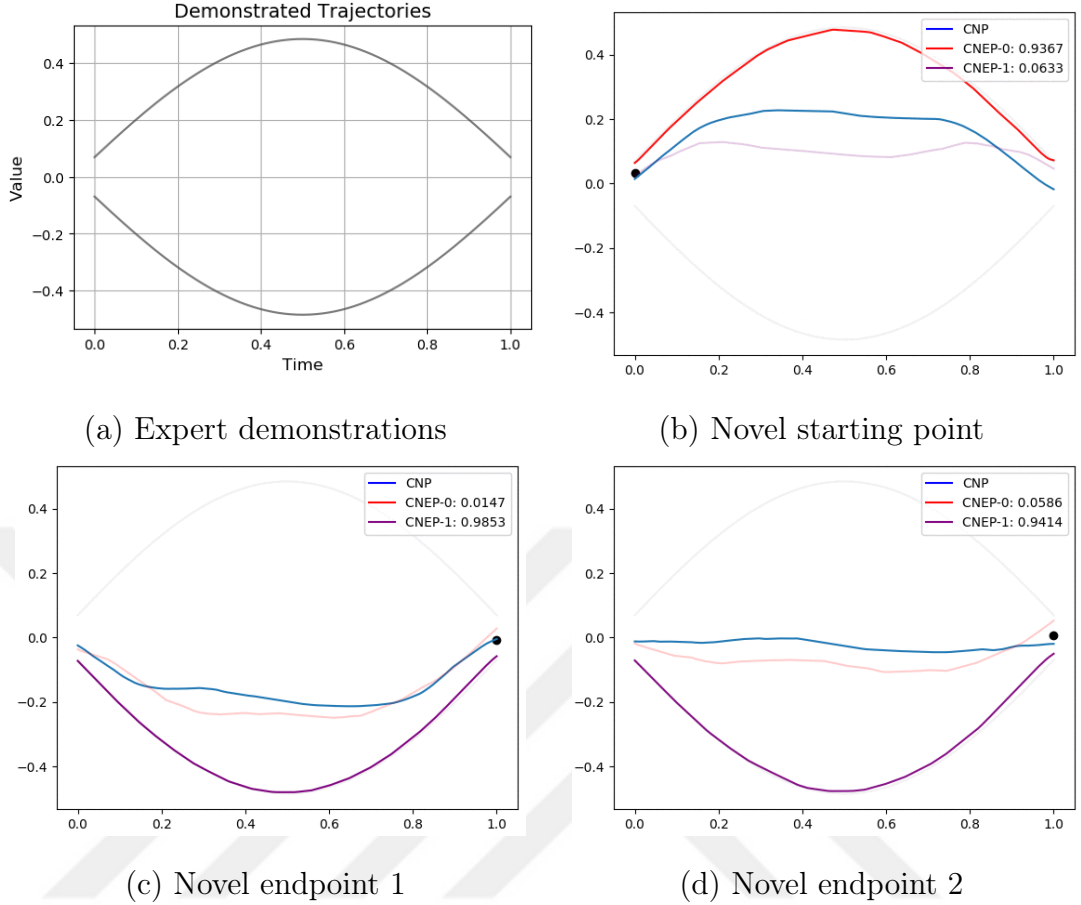 Demonstrated Trajectories
0.4
0.2
0.0
−0.2
−0.4
Value
0.0 0.2 0.4 0.6 0.8 1.0
Time
(a) Expert demonstrations
CNP
CNEP-0: 0.9367
CNEP-1: 0.0633
0.4
0.2
0.0
−0.2
−0.4
0.0 0.2 0.4 0.6 0.8 1.0
(b) Novel starting point
CNP
CNEP-0: 0.0147
CNEP-1: 0.9853
0.4
0.2
0.0
−0.2
−0.4
0.0 0.2 0.4 0.6 0.8 1.0
(c) Novel endpoint 1
CNP
CNEP-0: 0.0586
CNEP-1: 0.9414
0.4
0.2
0.0
−0.2
−0.4
0.0 0.2 0.4 0.6 0.8 1.0
(d) Novel endpoint 2